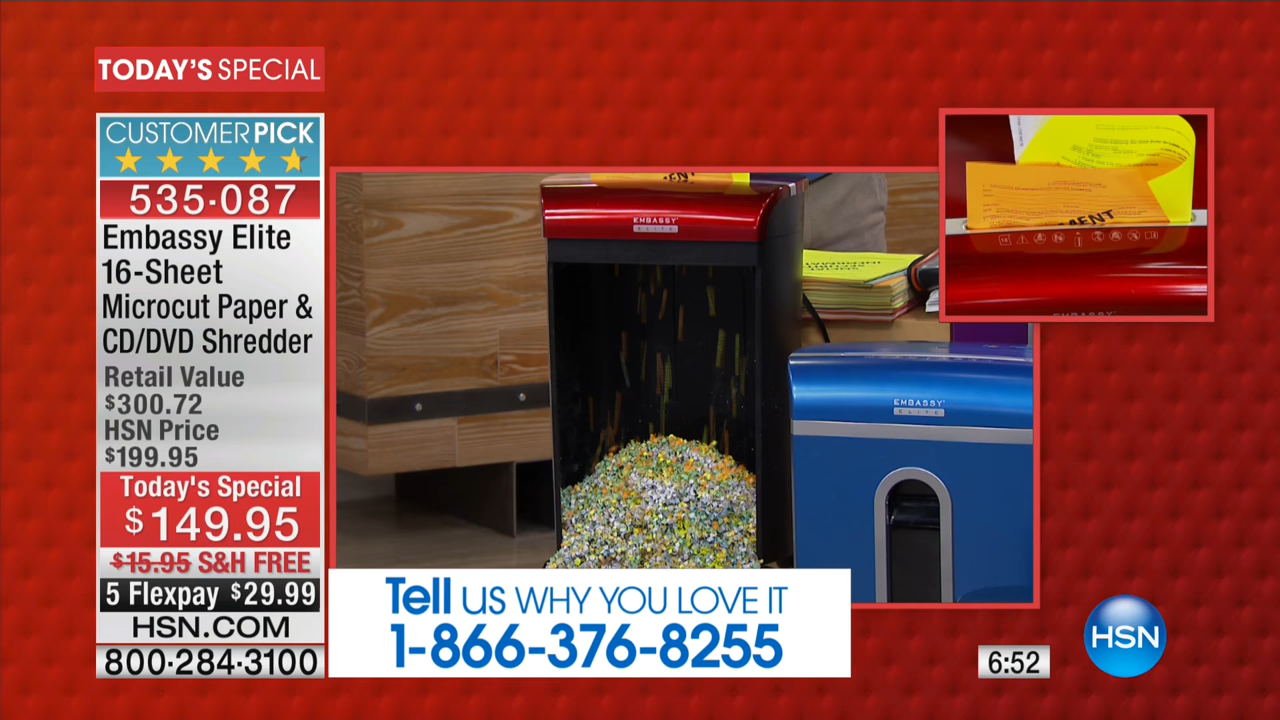 TODAY'S SPECIAL
CUSTOMERPICK
535-087
Embassy Elite
16-Sheet
Microcut Paper &
CD/DVD Shredder
Retail Value
$300.72
HSN Price
$199.95
Today's Special
$149.95
$15.95 S&H FREE
5 Flexpay $29.99
HSN.COM
800-284-3100
EMBASSY
ELITE
EMBASSY
ELITE
Tell us WHY YOU LOVE IT
1-866-376-8255
6:52
HSN